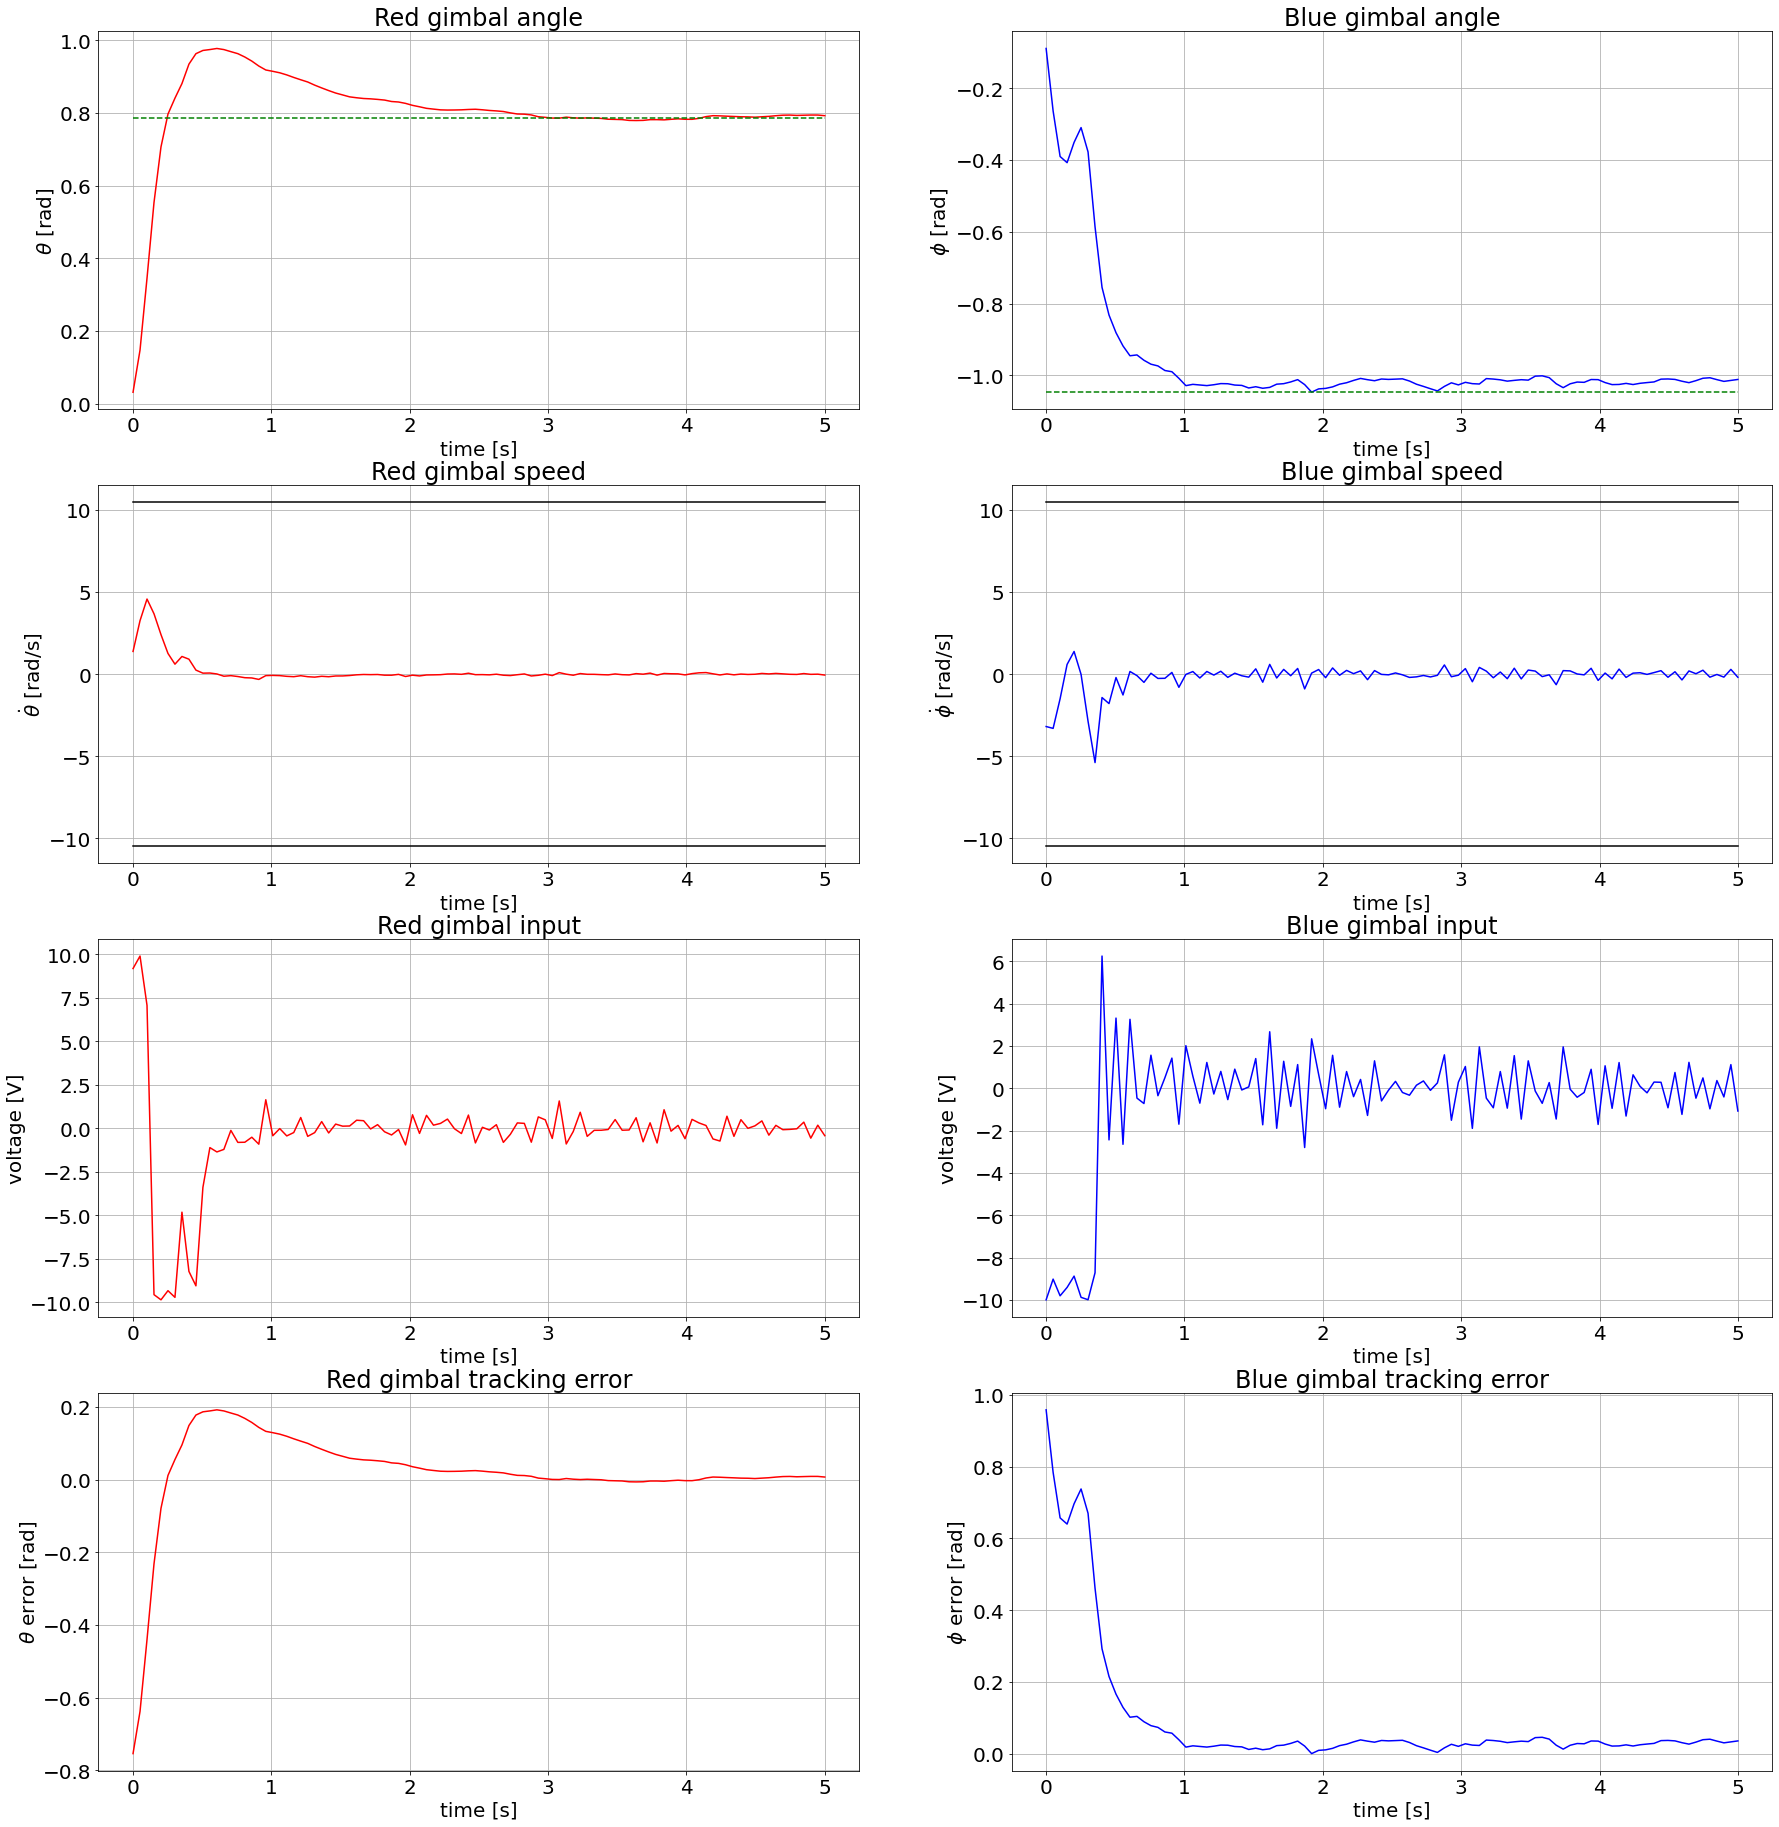 Red gimbal angle
1.0
0.8
0.6
0.4
0.2
0.0
θ [rad]
0 1 2 3 4 5
time [s]
Blue gimbal angle
−0.2
−0.4
−0.6
−0.8
−1.0
ϕ [rad]
0 1 2 3 4 5
time [s]
Red gimbal speed
10
5
0
−5
−10
θ̇ [rad/s]
0 1 2 3 4 5
time [s]
Blue gimbal speed
10
5
0
−5
−10
ϕ̇ [rad/s]
0 1 2 3 4 5
time [s]
Red gimbal input
10.0
7.5
5.0
2.5
0.0
−2.5
−5.0
−7.5
−10.0
voltage [V]
0 1 2 3 4 5
time [s]
Blue gimbal input
6
4
2
0
−2
−4
−6
−8
−10
voltage [V]
0 1 2 3 4 5
time [s]
Red gimbal tracking error
0.2
0.0
−0.2
−0.4
−0.6
−0.8
θ error [rad]
0 1 2 3 4 5
time [s]
Blue gimbal tracking error
1.0
0.8
0.6
0.4
0.2
0.0
ϕ error [rad]
0 1 2 3 4 5
time [s]